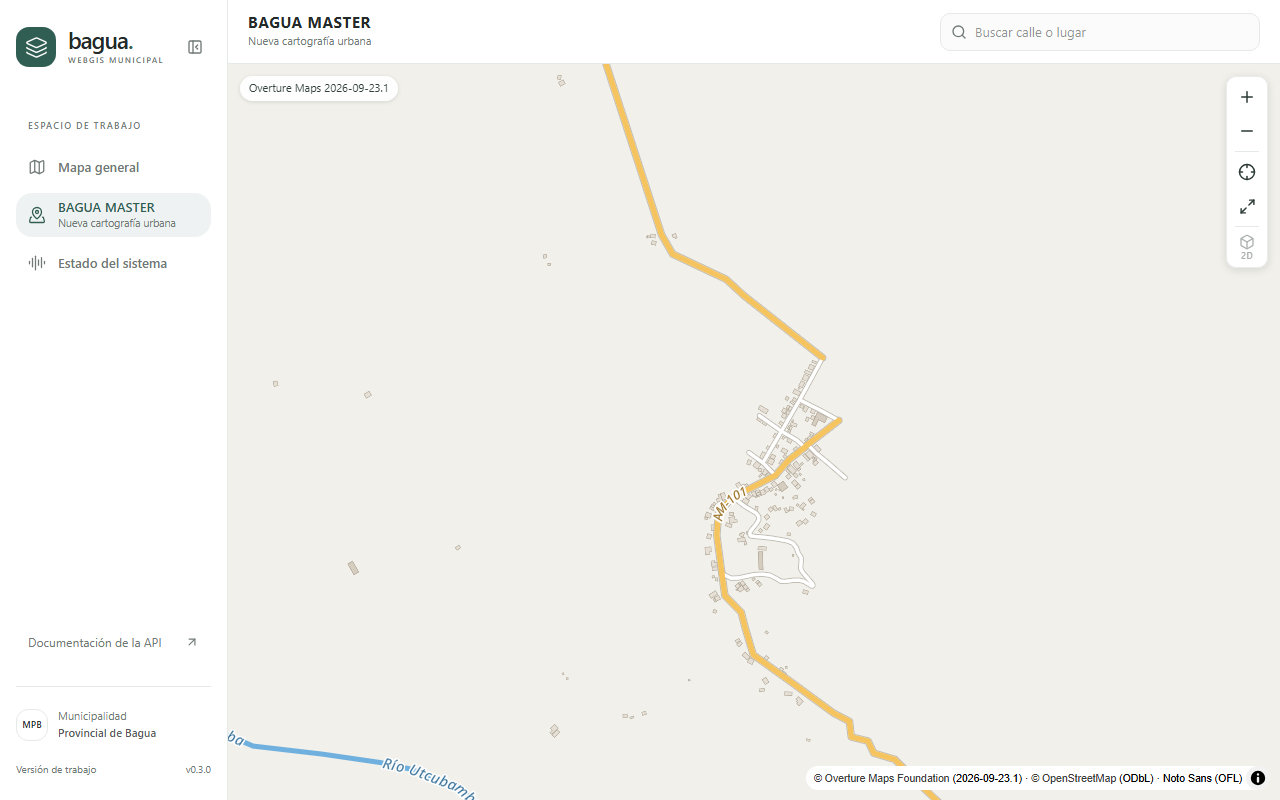 bagua.
WEBGIS MUNICIPAL
ESPACIO DE TRABAJO
Mapa general
BAGUA MASTER
Nueva cartografía urbana
Estado del sistema
Documentación de la API
MPB
Municipalidad
Provincial de Bagua
Versión de trabajo
v0.3.0
BAGUA MASTER
Nueva cartografía urbana
Buscar calle o lugar
Overture Maps 2026-09-23.1
2D
AM-101
ba
Río Utcubamb
© Overture Maps Foundation (2026-09-23.1) · © OpenStreetMap (ODbL) · Noto Sans (OFL)